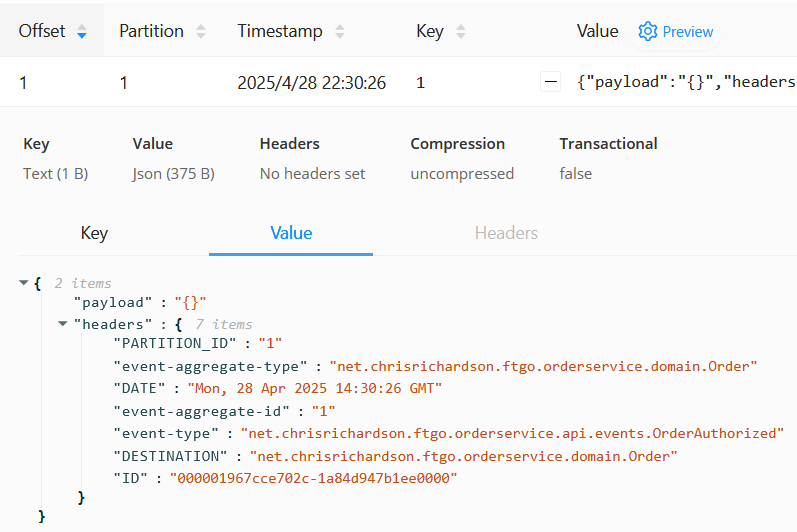 Offset Partition Timestamp Key Value Preview
1 1 2025/4/28 22:30:26 1 {"payload":"{}","headers
Key Value Headers Compression Transactional
Text (1 B) Json (375 B) No headers set uncompressed false
Key Value Headers
{ 2 items
"payload" : "{}"
"headers" : { 7 items
"PARTITION_ID" : "1"
"event-aggregate-type" : "net.chrisrichardson.ftgo.orderservice.domain.Order"
"DATE" : "Mon, 28 Apr 2025 14:30:26 GMT"
"event-aggregate-id" : "1"
"event-type" : "net.chrisrichardson.ftgo.orderservice.api.events.OrderAuthorized"
"DESTINATION" : "net.chrisrichardson.ftgo.orderservice.domain.Order"
"ID" : "000001967cce702c-1a84d947b1ee0000"
}
}